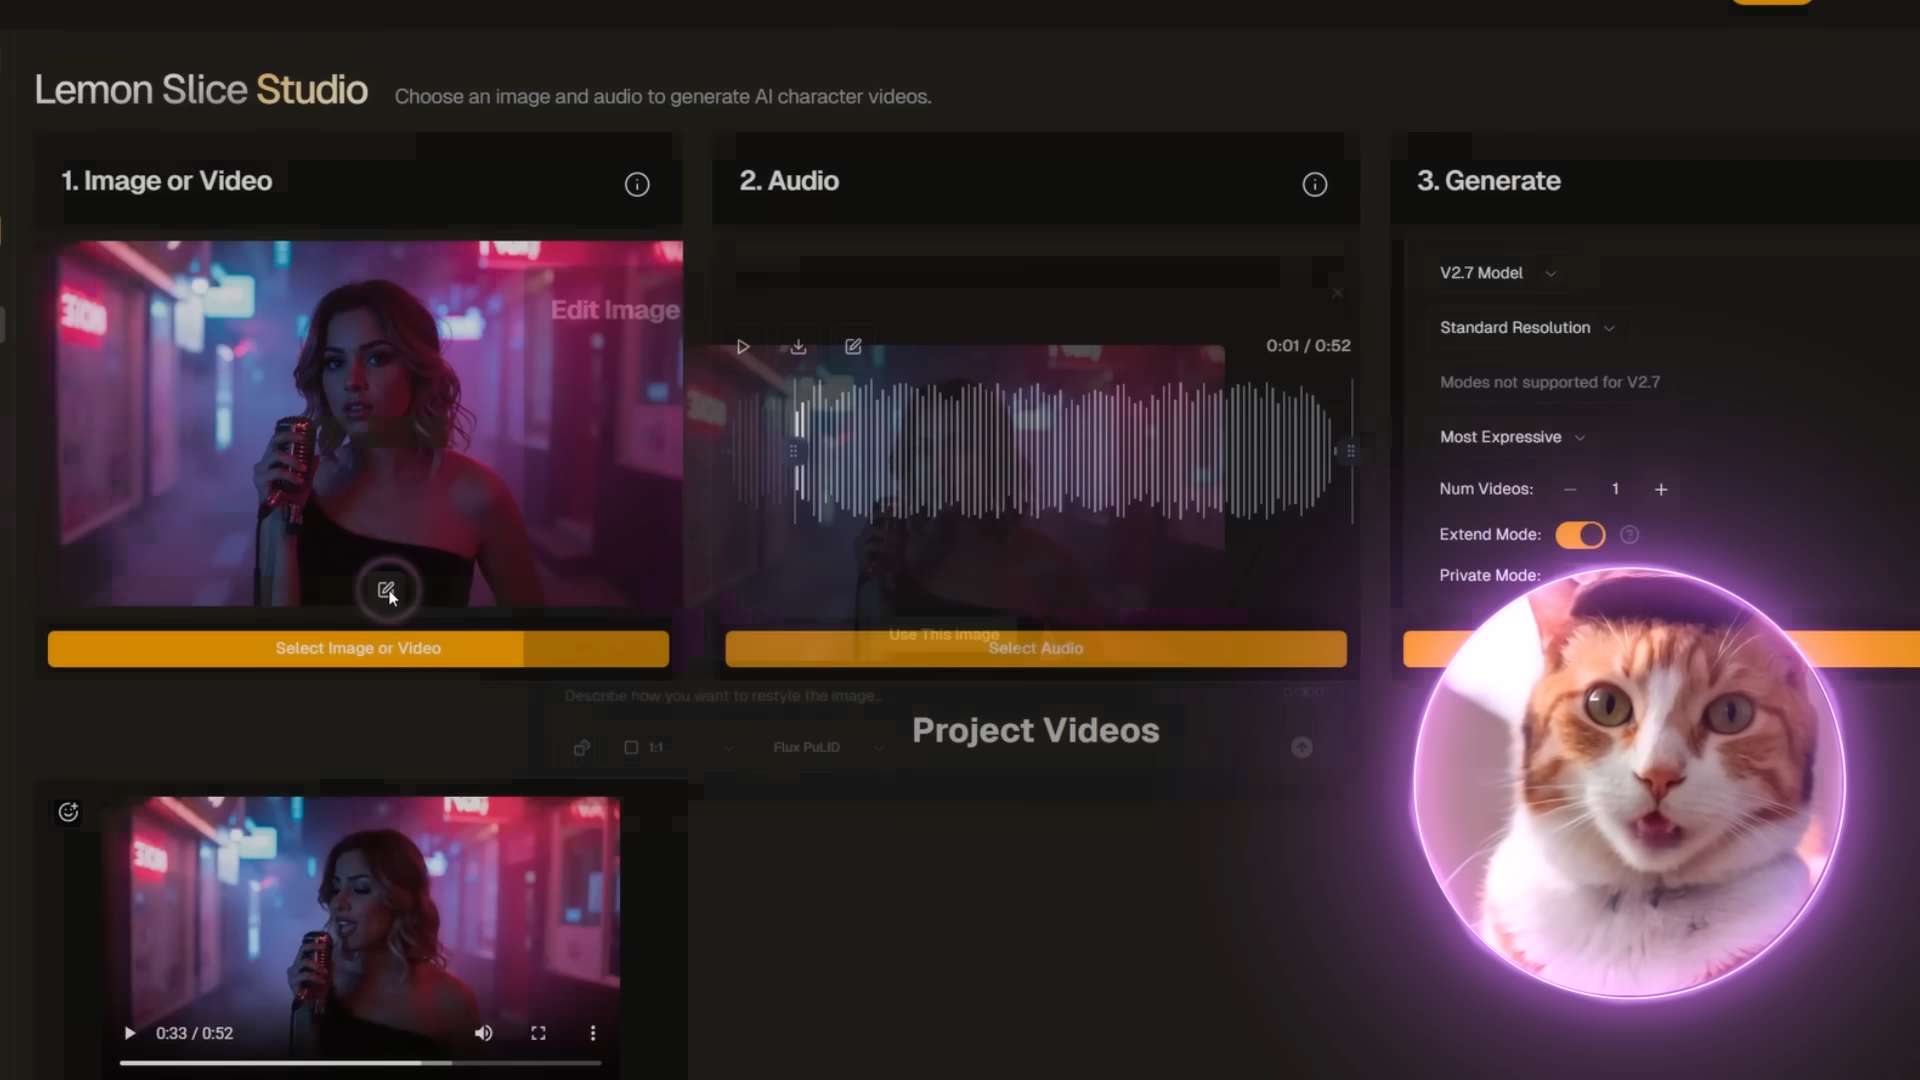 Lemon Slice Studio
Choose an image and audio to generate AI character videos.
1. Image or Video
Edit Image
Select Image or Video
2. Audio
0:01 / 0:52
Use This Image
Select Audio
3. Generate
V2.7 Model
Standard Resolution
Modes not supported for V2.7
Most Expressive
Num Videos: 1
Extend Mode:
Private Mode:
Describe how you want to restyle the image...
0/300
1:1
Flux PuLID
Project Videos
0:33 / 0:52